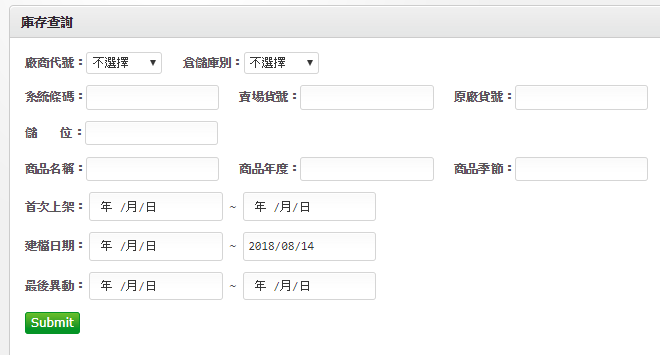 庫存查詢
廠商代號：不選擇 ▼ 倉儲庫別：不選擇 ▼
系統條碼： 賣場貨號： 原廠貨號：
儲 位：
商品名稱： 商品年度： 商品季節：
首次上架： 年 /月/日 ~ 年 /月/日
建檔日期： 年 /月/日 ~ 2018/08/14
最後異動： 年 /月/日 ~ 年 /月/日
Submit